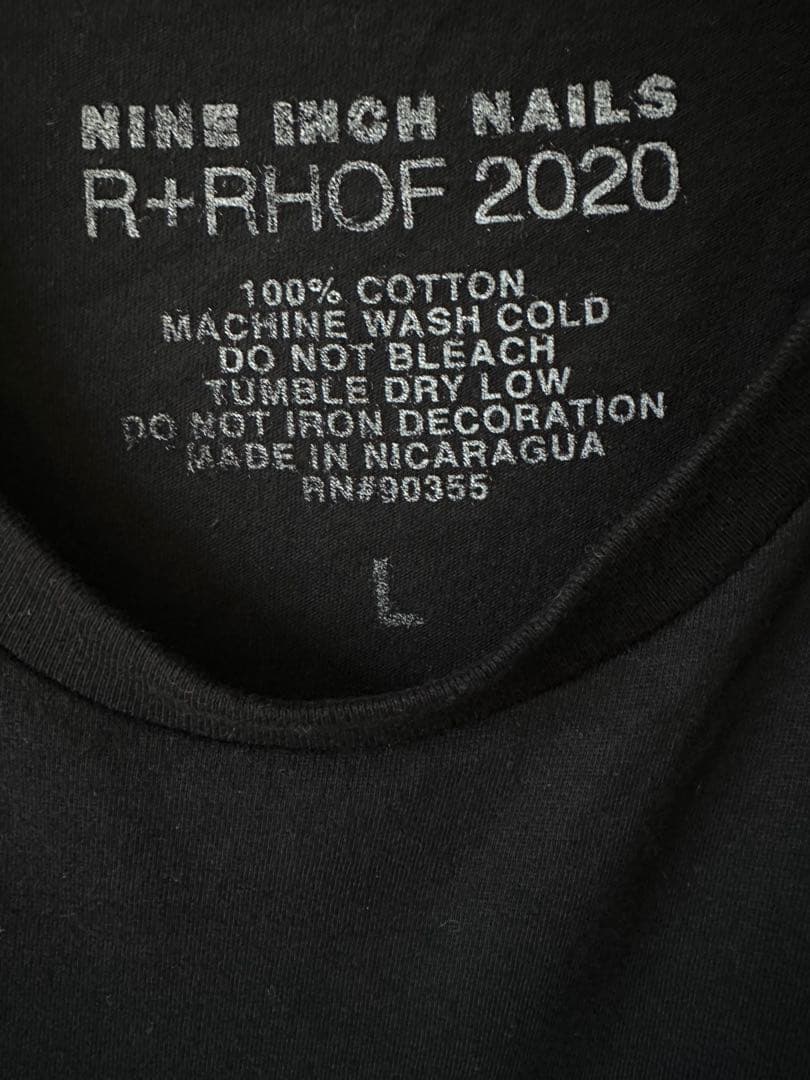 NINE INCH NAILS
R+RHOF 2020
100% COTTON
MACHINE WASH COLD
DO NOT BLEACH
TUMBLE DRY LOW
DO NOT IRON DECORATION
MADE IN NICARAGUA
RN#90355
L